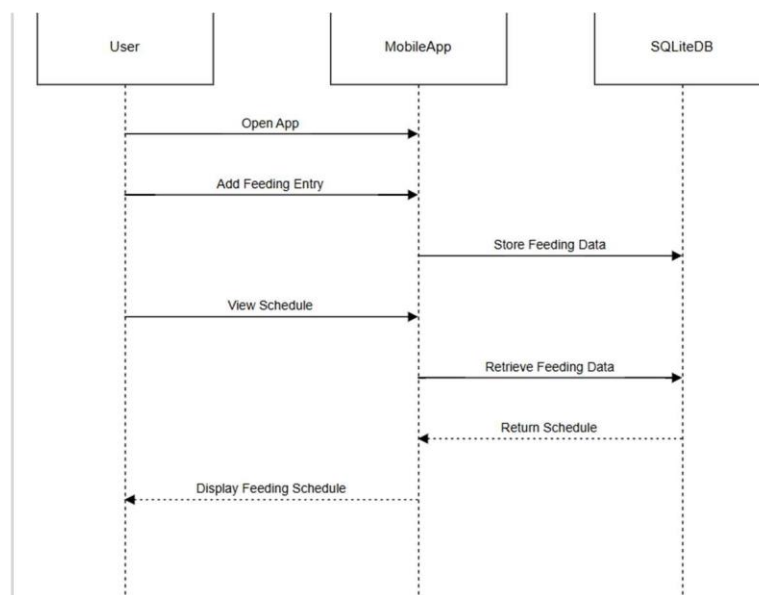 User
MobileApp
SQLiteDB
Open App
Add Feeding Entry
Store Feeding Data
View Schedule
Retrieve Feeding Data
Return Schedule
Display Feeding Schedule